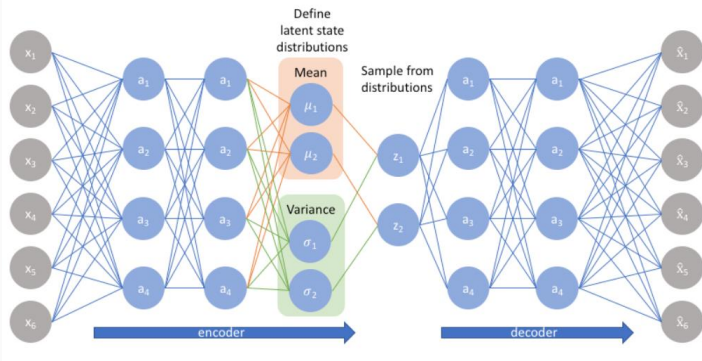 Define
latent state
distributions
Mean
μ₁
μ₂
Variance
σ₁
σ₂
Sample from
distributions
z₁
z₂
x₁
x₂
x₃
x₄
x₅
x₆
a₁
a₂
a₃
a₄
a₁
a₂
a₃
a₄
a₁
a₂
a₃
a₄
a₁
a₂
a₃
a₄
x̂₁
x̂₂
x̂₃
x̂₄
x̂₅
x̂₆
encoder
decoder